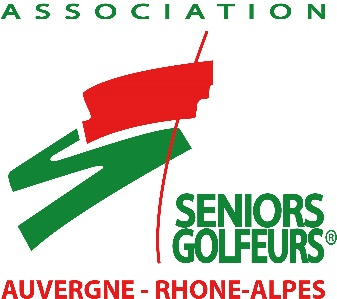 ASSOCIATION
SENIORS
GOLFEURS®
AUVERGNE - RHONE-ALPES